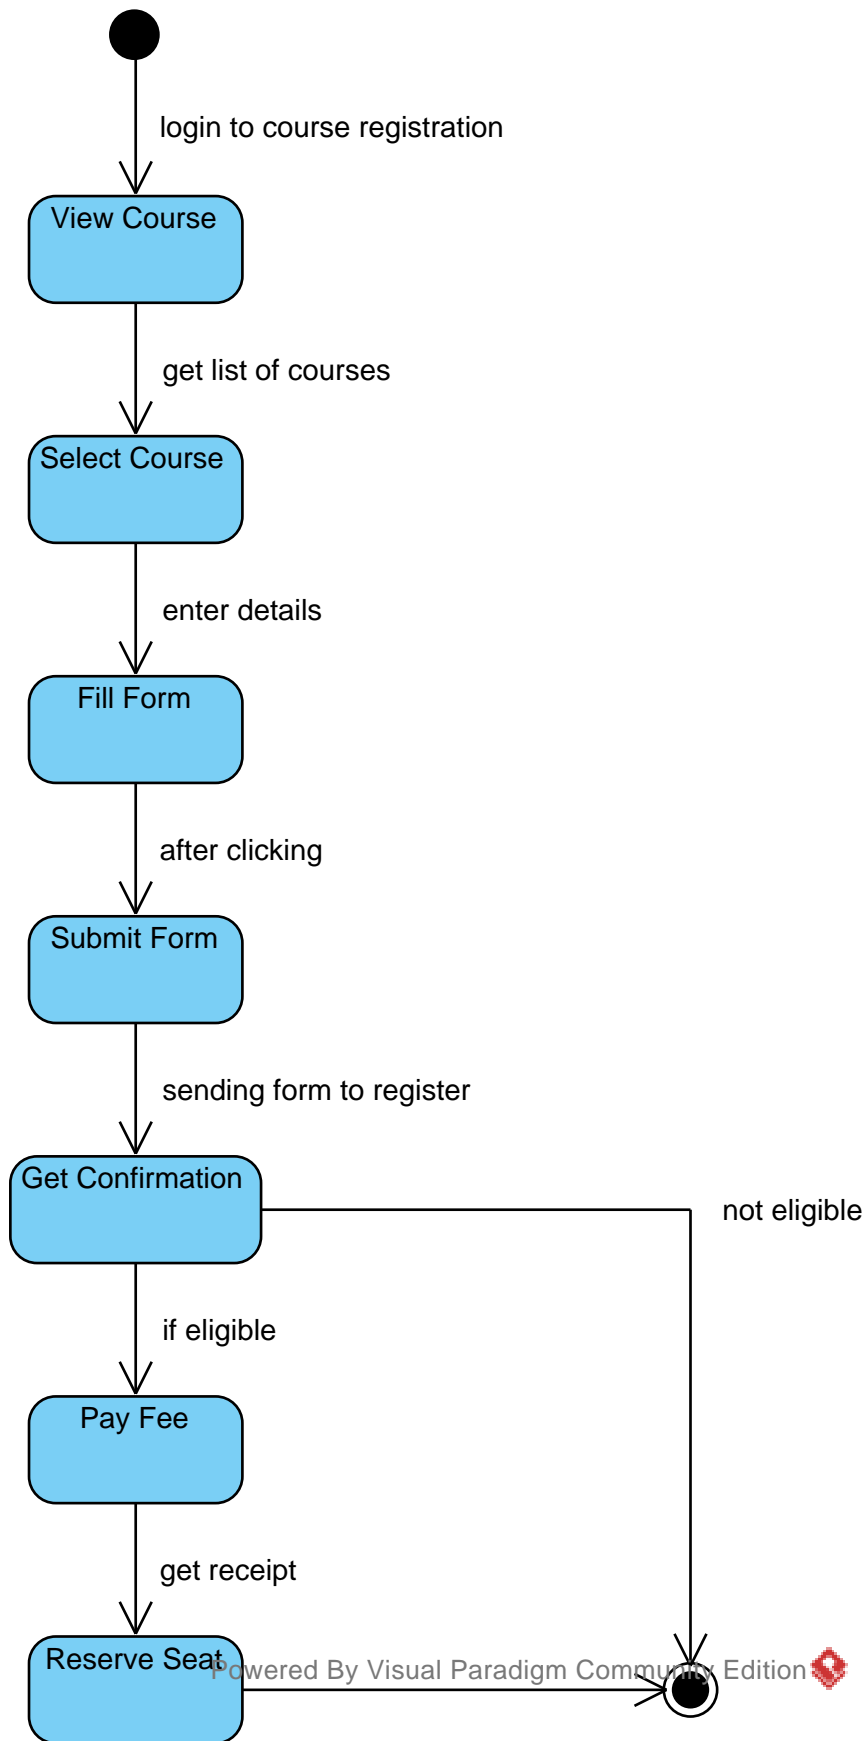 login to course registration
View Course
get list of courses
Select Course
enter details
Fill Form
after clicking
Submit Form
sending form to register
Get Confirmation
not eligible
if eligible
Pay Fee
get receipt
Reserve Seat
Powered By Visual Paradigm Community Edition